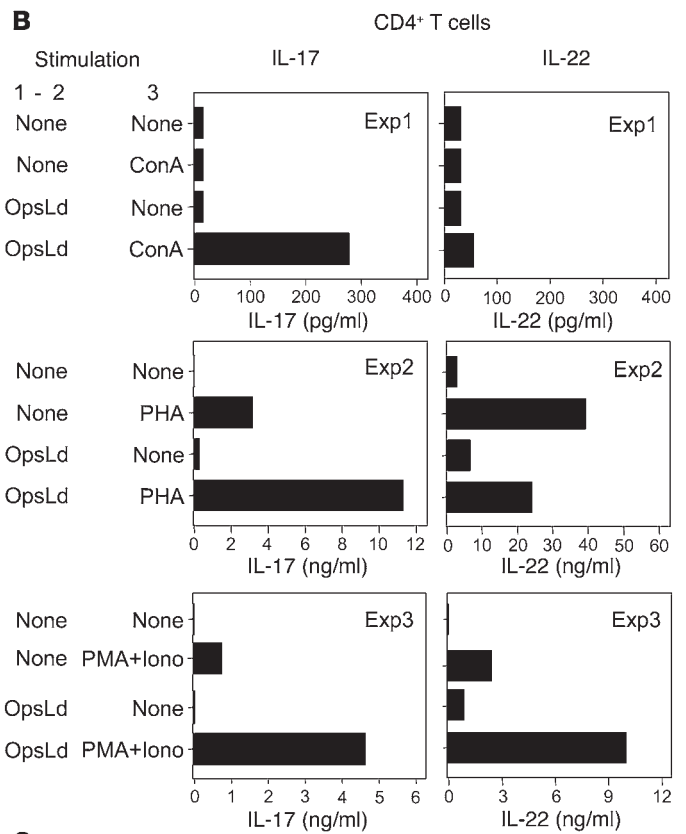 B
CD4+ T cells
Stimulation IL-17 IL-22
1 - 2 3
None None Exp1 Exp1
None ConA
OpsLd None
OpsLd ConA
0 100 200 300 400 0 100 200 300 400
IL-17 (pg/ml) IL-22 (pg/ml)
None None Exp2 Exp2
None PHA
OpsLd None
OpsLd PHA
0 2 4 6 8 10 12 0 10 20 30 40 50 60
IL-17 (ng/ml) IL-22 (ng/ml)
None None Exp3 Exp3
None PMA+Iono
OpsLd None
OpsLd PMA+Iono
0 1 2 3 4 5 6 0 3 6 9 12
IL-17 (ng/ml) IL-22 (ng/ml)